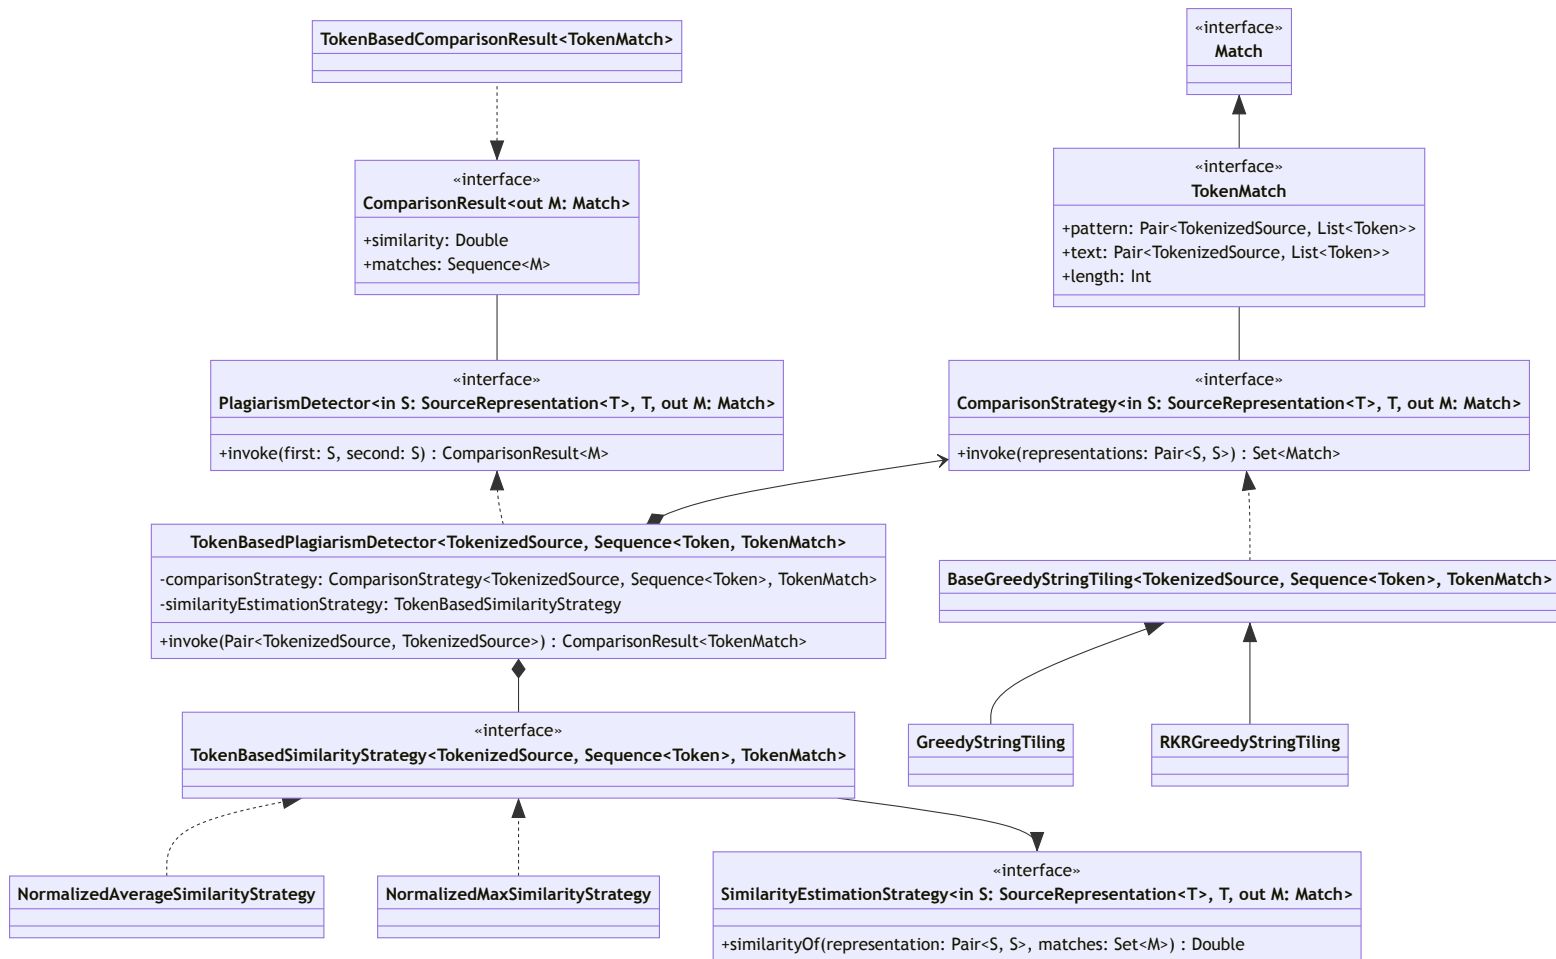 TokenBasedComparisonResult<TokenMatch>
«interface»
Match
«interface»
ComparisonResult<out M: Match>
+similarity: Double
+matches: Sequence<M>
«interface»
TokenMatch
+pattern: Pair<TokenizedSource, List<Token>>
+text: Pair<TokenizedSource, List<Token>>
+length: Int
«interface»
PlagiarismDetector<in S: SourceRepresentation<T>, T, out M: Match>
+invoke(first: S, second: S) : ComparisonResult<M>
«interface»
ComparisonStrategy<in S: SourceRepresentation<T>, T, out M: Match>
+invoke(representations: Pair<S, S>) : Set<Match>
TokenBasedPlagiarismDetector<TokenizedSource, Sequence<Token, TokenMatch>
-comparisonStrategy: ComparisonStrategy<TokenizedSource, Sequence<Token>, TokenMatch>
-similarityEstimationStrategy: TokenBasedSimilarityStrategy
+invoke(Pair<TokenizedSource, TokenizedSource>) : ComparisonResult<TokenMatch>
BaseGreedyStringTiling<TokenizedSource, Sequence<Token>, TokenMatch>
«interface»
TokenBasedSimilarityStrategy<TokenizedSource, Sequence<Token>, TokenMatch>
GreedyStringTiling
RKRGreedyStringTiling
NormalizedAverageSimilarityStrategy
NormalizedMaxSimilarityStrategy
«interface»
SimilarityEstimationStrategy<in S: SourceRepresentation<T>, T, out M: Match>
+similarityOf(representation: Pair<S, S>, matches: Set<M>) : Double